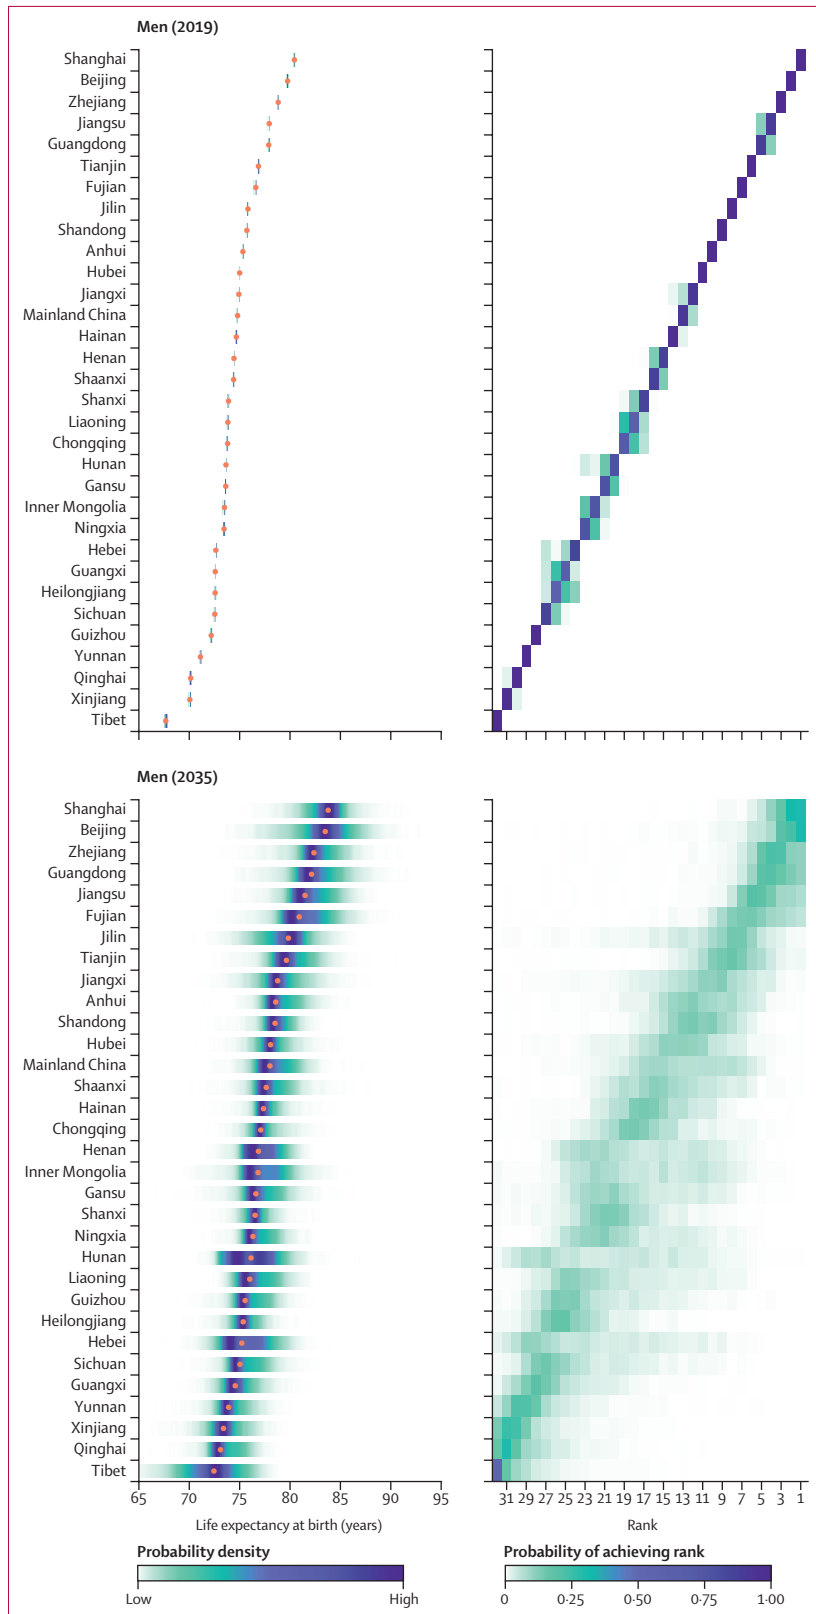 Men (2019)
Shanghai
Beijing
Zhejiang
Jiangsu
Guangdong
Tianjin
Fujian
Jilin
Shandong
Anhui
Hubei
Jiangxi
Mainland China
Hainan
Henan
Shaanxi
Shanxi
Liaoning
Chongqing
Hunan
Gansu
Inner Mongolia
Ningxia
Hebei
Guangxi
Heilongjiang
Sichuan
Guizhou
Yunnan
Qinghai
Xinjiang
Tibet
Men (2035)
Shanghai
Beijing
Zhejiang
Guangdong
Jiangsu
Fujian
Jilin
Tianjin
Jiangxi
Anhui
Shandong
Hubei
Mainland China
Shaanxi
Hainan
Chongqing
Henan
Inner Mongolia
Gansu
Shanxi
Ningxia
Hunan
Liaoning
Guizhou
Heilongjiang
Hebei
Sichuan
Guangxi
Yunnan
Xinjiang
Qinghai
Tibet
65 70 75 80 85 90 95
Life expectancy at birth (years)
31 29 27 25 23 21 19 17 15 13 11 9 7 5 3 1
Rank
Probability density
Low High
Probability of achieving rank
0 0·25 0·50 0·75 1·00